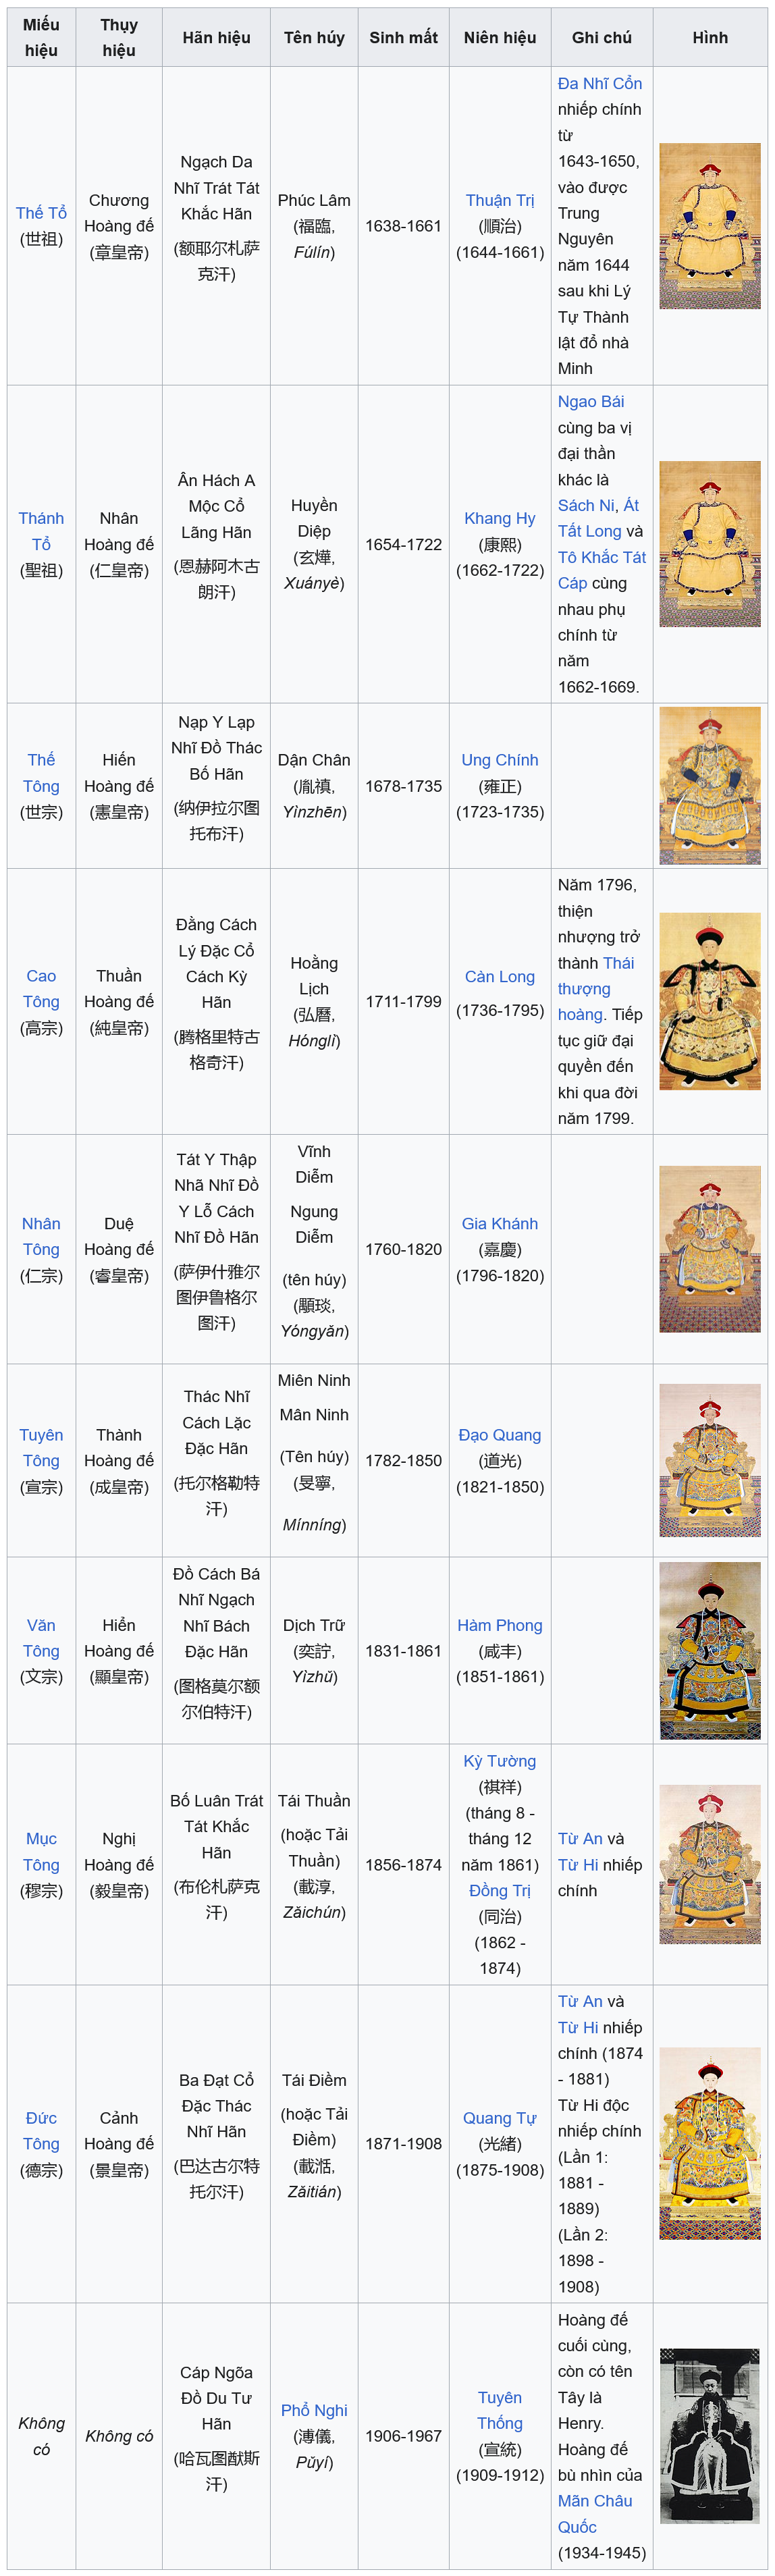 Miếu hiệu	Thụy hiệu	Hãn hiệu	Tên húy	Sinh mất	Niên hiệu	Ghi chú	Hình
Thế Tổ
(世祖)
Chương
Hoàng đế
(章皇帝)
Ngạch Da
Nhĩ Trát Tát
Khắc Hãn
(额耶尔札萨
克汗)
Phúc Lâm
(福臨,
Fúlín)
1638-1661
Thuận Trị
(順治)
(1644-1661)
Đa Nhĩ Cổn
nhiếp chính
từ
1643-1650,
vào được
Trung
Nguyên
năm 1644
sau khi Lý
Tự Thành
lật đổ nhà
Minh
Thánh
Tổ
(聖祖)
Nhân
Hoàng đế
(仁皇帝)
Ân Hách A
Mộc Cổ
Lãng Hãn
(恩赫阿木古
朗汗)
Huyền
Diệp
(玄燁,
Xuányè)
1654-1722
Khang Hy
(康熙)
(1662-1722)
Ngao Bái
cùng ba vị
đại thần
khác là
Sách Ni, Át
Tất Long và
Tô Khắc Tát
Cáp cùng
nhau phụ
chính từ
năm
1662-1669.
Thế
Tông
(世宗)
Hiến
Hoàng đế
(憲皇帝)
Nạp Y Lạp
Nhĩ Đồ Thác
Bố Hãn
(纳伊拉尔图
托布汗)
Dận Chân
(胤禛,
Yìnzhēn)
1678-1735
Ung Chính
(雍正)
(1723-1735)
Cao
Tông
(高宗)
Thuần
Hoàng đế
(純皇帝)
Đằng Cách
Lý Đặc Cổ
Cách Kỳ
Hãn
(腾格里特古
格奇汗)
Hoằng
Lịch
(弘曆,
Hónglì)
1711-1799
Càn Long
(1736-1795)
Năm 1796,
thiện
nhượng trở
thành Thái
thượng
hoàng. Tiếp
tục giữ đại
quyền đến
khi qua đời
năm 1799.
Nhân
Tông
(仁宗)
Duệ
Hoàng đế
(睿皇帝)
Tát Y Thập
Nhã Nhĩ Đồ
Y Lỗ Cách
Nhĩ Đồ Hãn
(萨伊什雅尔
图伊鲁格尔
图汗)
Vĩnh
Diễm
Ngung
Diễm
(tên húy)
(顒琰,
Yóngyǎn)
1760-1820
Gia Khánh
(嘉慶)
(1796-1820)
Tuyên
Tông
(宣宗)
Thành
Hoàng đế
(成皇帝)
Thác Nhĩ
Cách Lặc
Đặc Hãn
(托尔格勒特
汗)
Miên Ninh
Mân Ninh
(Tên húy)
(旻寧,
Mínníng)
1782-1850
Đạo Quang
(道光)
(1821-1850)
Văn
Tông
(文宗)
Hiển
Hoàng đế
(顯皇帝)
Đồ Cách Bá
Nhĩ Ngạch
Nhĩ Bách
Đặc Hãn
(图格莫尔额
尔伯特汗)
Dịch Trữ
(奕詝,
Yìzhǔ)
1831-1861
Hàm Phong
(咸丰)
(1851-1861)
Mục
Tông
(穆宗)
Nghị
Hoàng đế
(毅皇帝)
Bố Luân Trát
Tát Khắc
Hãn
(布伦札萨克
汗)
Tái Thuần
(hoặc Tải
Thuần)
(載淳,
Zăichún)
1856-1874
Kỳ Tường
(祺祥)
(tháng 8 -
tháng 12
năm 1861)
Đồng Trị
(同治)
(1862 -
1874)
Từ An và
Từ Hi nhiếp
chính
Đức
Tông
(德宗)
Cảnh
Hoàng đế
(景皇帝)
Ba Đạt Cổ
Đặc Thác
Nhĩ Hãn
(巴达古尔特
托尔汗)
Tái Điềm
(hoặc Tải
Điềm)
(載湉,
Zăitián)
1871-1908
Quang Tự
(光緒)
(1875-1908)
Từ An và
Từ Hi nhiếp
chính (1874
- 1881)
Từ Hi độc
nhiếp chính
(Lần 1:
1881 -
1889)
(Lần 2:
1898 -
1908)
Không
có
Không có
Cáp Ngõa
Đồ Du Tư
Hãn
(哈瓦图猷斯
汗)
Phổ Nghi
(溥儀,
Pŭyí)
1906-1967
Tuyên
Thống
(宣統)
(1909-1912)
Hoàng đế
cuối cùng,
còn có tên
Tây là
Henry.
Hoàng đế
bù nhìn của
Mãn Châu
Quốc
(1934-1945)